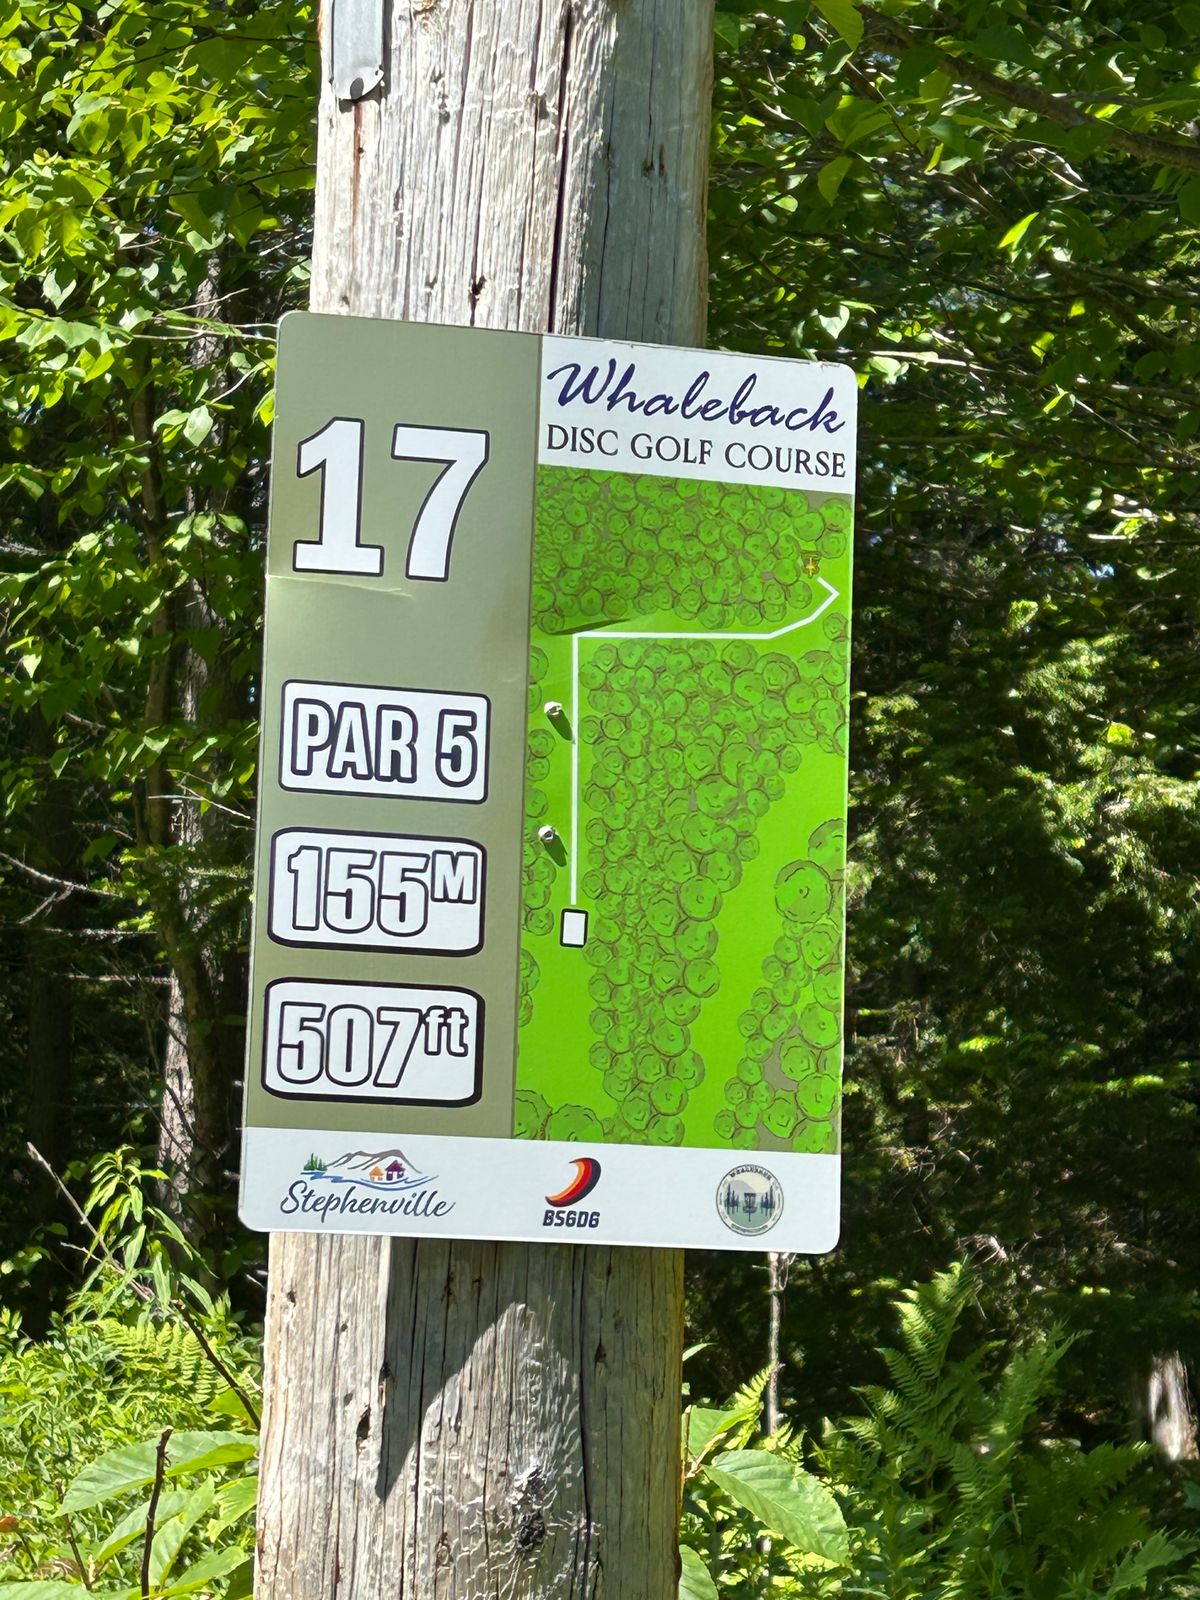 17
PAR 5
155M
507ft
Whaleback
DISC GOLF COURSE
Stephenville
BSGDG